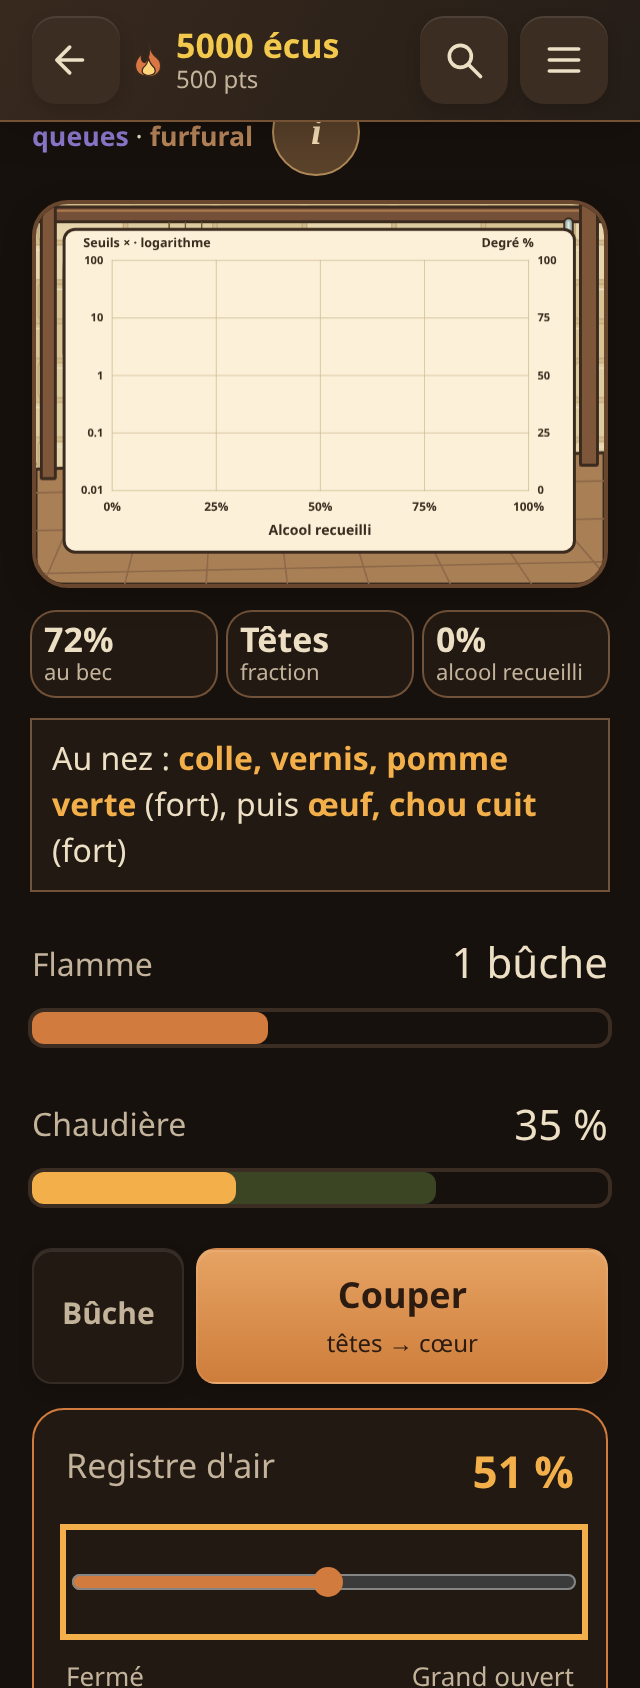 5000 écus
500 pts
queues · furfural
i
Seuils × · logarithme
Degré %
100
100
10
75
1
50
0.1
25
0.01
0
0%
25%
50%
75%
100%
Alcool recueilli
72%
au bec
Têtes
fraction
0%
alcool recueilli
Au nez : colle, vernis, pomme
verte (fort), puis œuf, chou cuit
(fort)
Flamme
1 bûche
Chaudière
35 %
Bûche
Couper
têtes → cœur
Registre d'air
51 %
Fermé
Grand ouvert